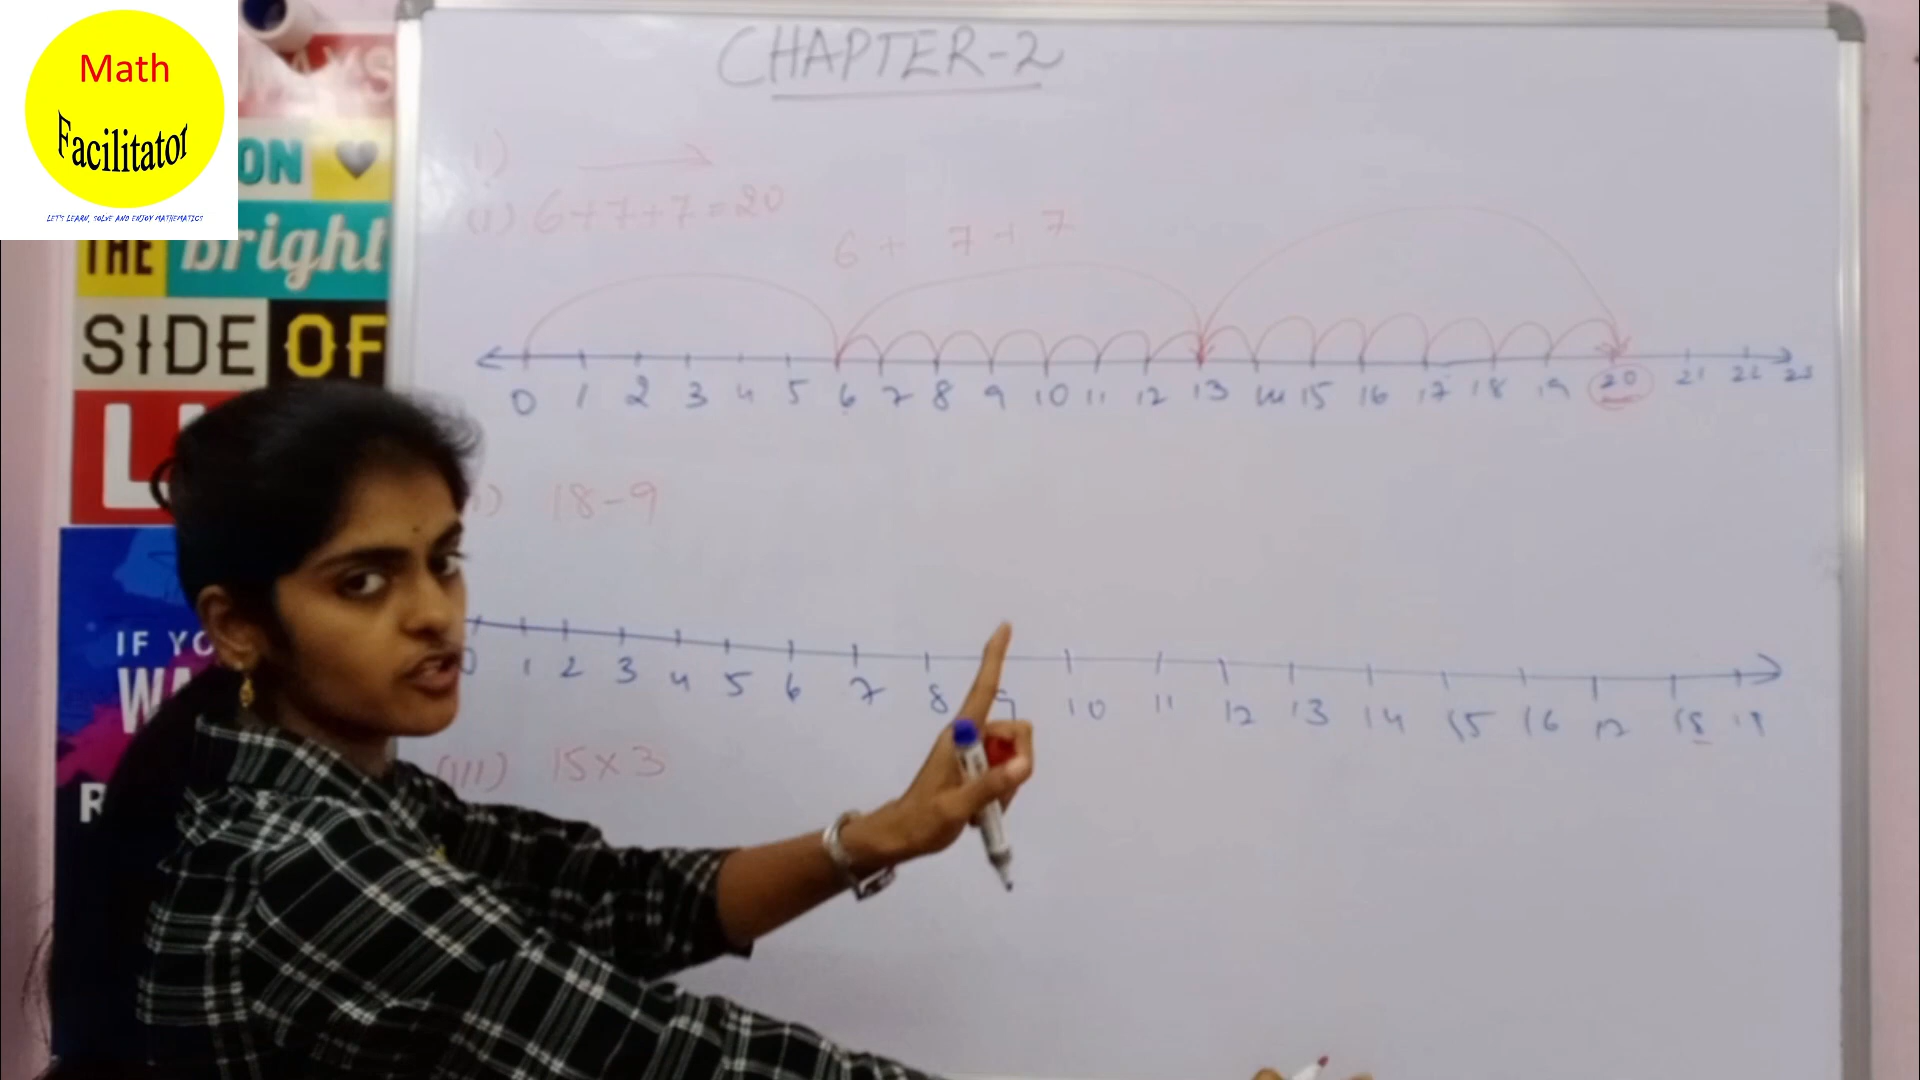 Math
Facilitator
LET'S LEARN, SOLVE AND ENJOY MATHEMATICS
ON
THE Bright
SIDE OF
IF YO
WA
R
CHAPTER-2
1)
(i) 6+7+7=20
6 + 7 + 7
0 1 2 3 4 5 6 7 8 9 10 11 12 13 14 15 16 17 18 19 20 21 22 23
) 18-9
0 1 2 3 4 5 6 7 8 9 10 11 12 13 14 15 16 17 18 19
(III) 15×3